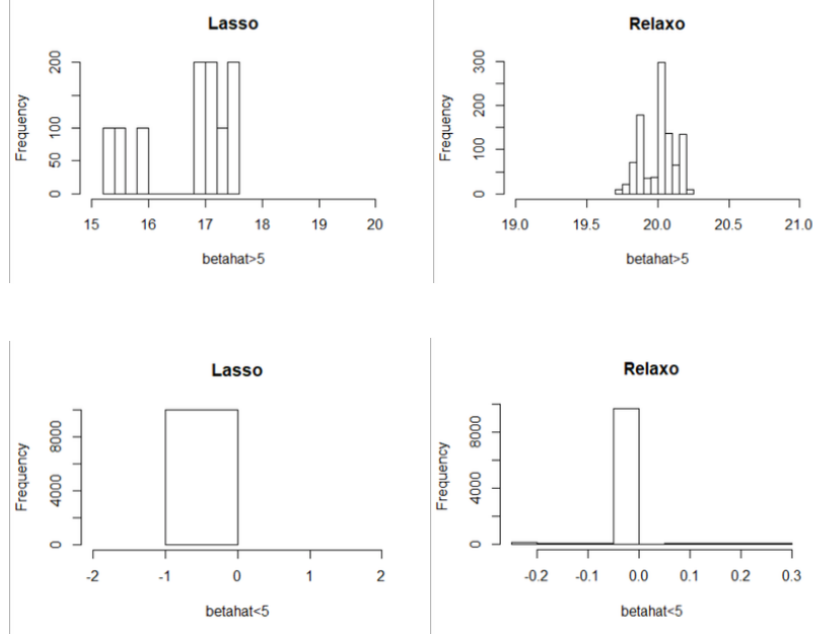 Lasso
Frequency
0 50 100 200
15 16 17 18 19 20
betahat>5
Relaxo
Frequency
0 100 200 300
19.0 19.5 20.0 20.5 21.0
betahat>5
Lasso
Frequency
0 4000 8000
-2 -1 0 1 2
betahat<5
Relaxo
Frequency
0 4000 8000
-0.2 -0.1 0.0 0.1 0.2 0.3
betahat<5